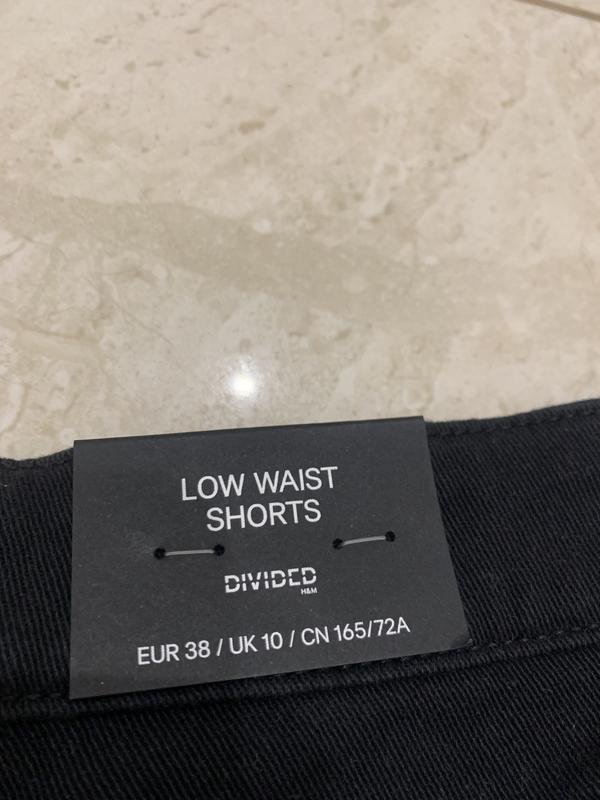 LOW WAIST
SHORTS
DIVIDED
H&M
EUR 38 / UK 10 / CN 165/72A